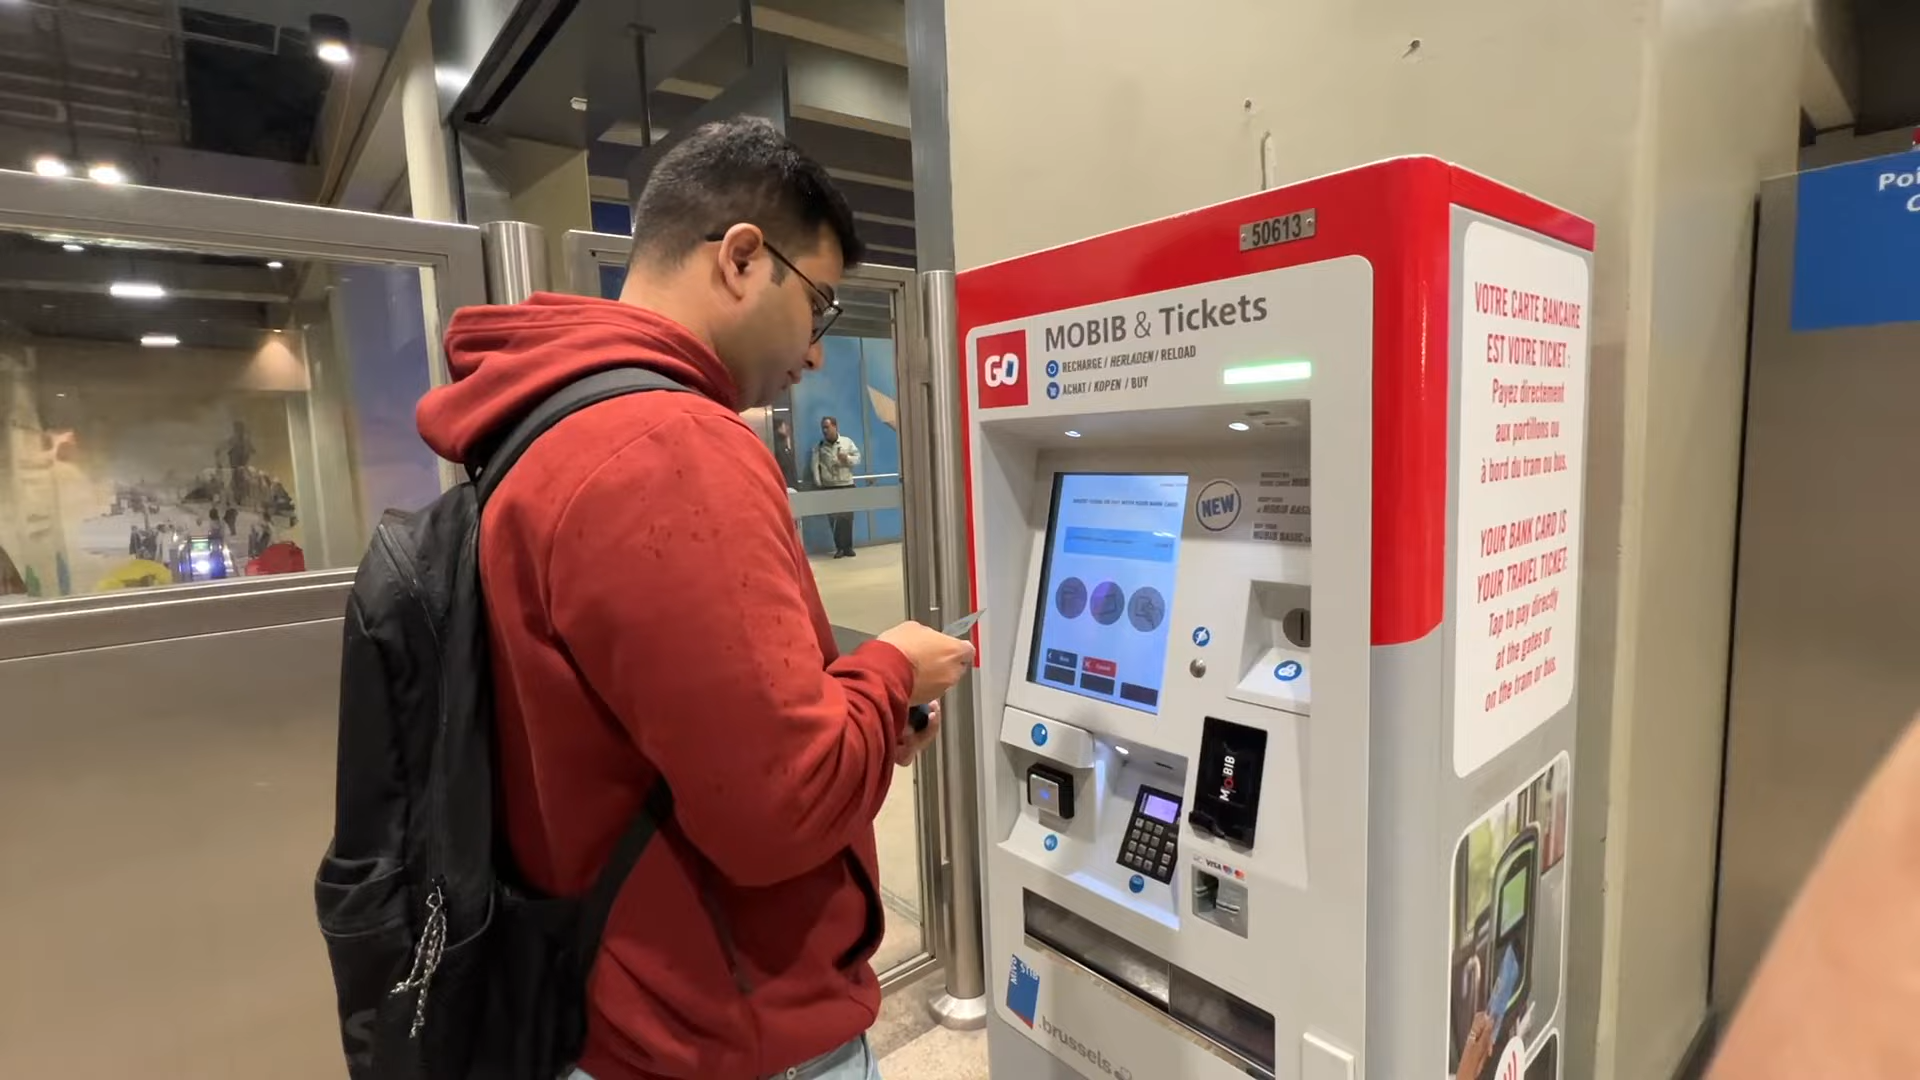 50613
MOBIB & Tickets
GO
RECHARGE / HERLADEN / RELOAD
ACHAT / KOPEN / BUY
NEW
MOBIB
VISA
MIVB STIB
.brussels
VOTRE CARTE BANCAIRE
EST VOTRE TICKET :
Payez directement
aux portillons ou
à bord du tram ou bus.
YOUR BANK CARD IS
YOUR TRAVEL TICKET:
Tap to pay directly
at the gates or
on the tram or bus.
Poi